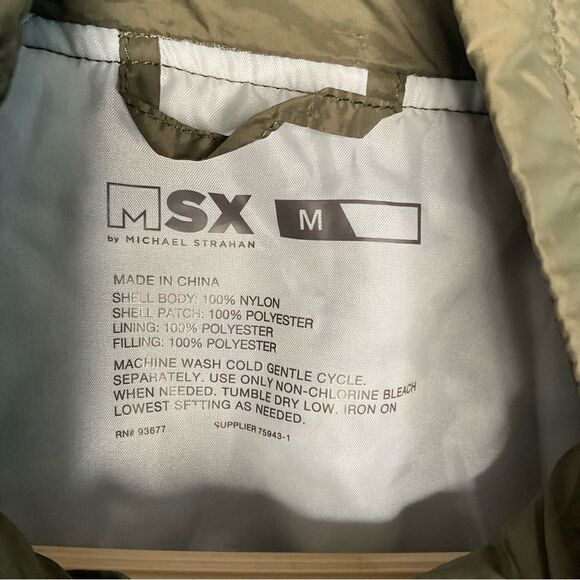 MSX M
by MICHAEL STRAHAN
MADE IN CHINA
SHELL BODY: 100% NYLON
SHELL PATCH: 100% POLYESTER
LINING: 100% POLYESTER
FILLING: 100% POLYESTER
MACHINE WASH COLD GENTLE CYCLE.
SEPARATELY. USE ONLY NON-CHLORINE BLEACH
WHEN NEEDED. TUMBLE DRY LOW. IRON ON
LOWEST SETTING AS NEEDED.
RN# 93677 SUPPLIER 75943-1